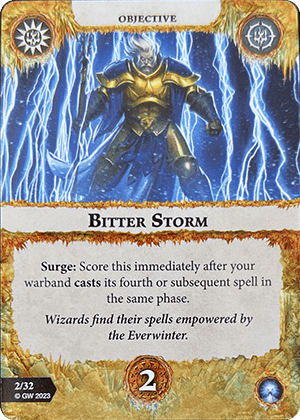 OBJECTIVE
BITTER STORM
Surge: Score this immediately after your
warband casts its fourth or subsequent spell in
the same phase.
Wizards find their spells empowered by
the Everwinter.
2
2/32
© GW 2023